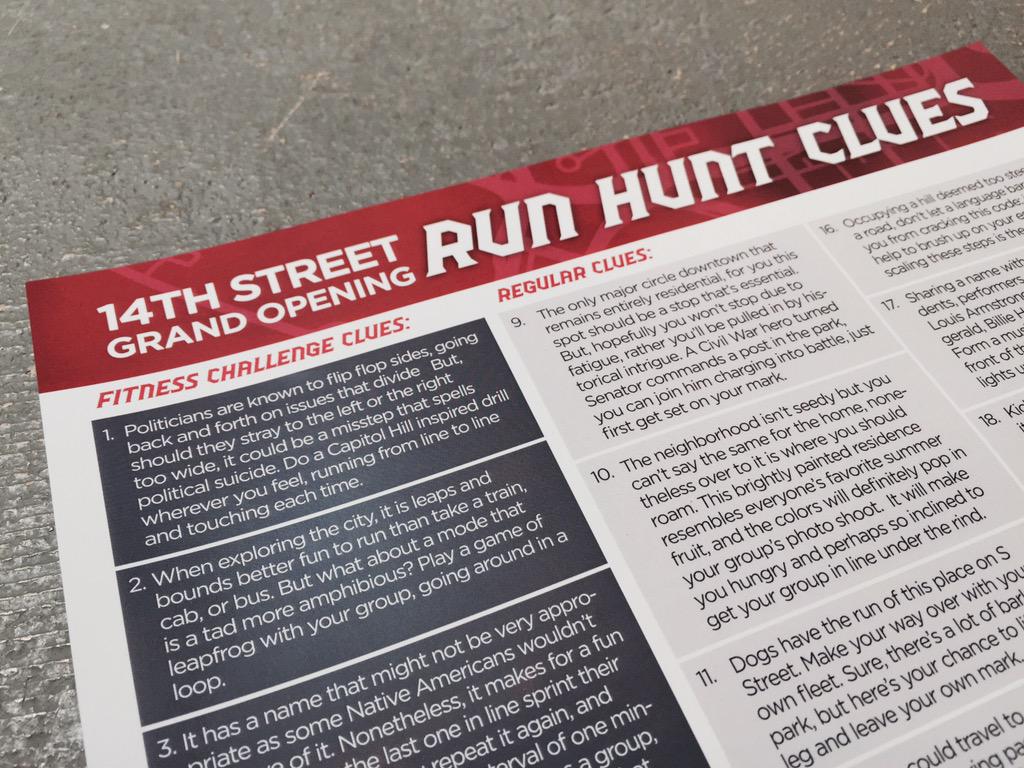 14TH STREET
GRAND OPENING
RUN HUNT CLUES
FITNESS CHALLENGE CLUES:
1. Politicians are known to flip flop sides, going
back and forth on issues that divide But,
should they stray to the left or the right
too wide, it could be a misstep that spells
political suicide. Do a Capitol Hill inspired drill
wherever you feel, running from line to line
and touching each time.
2. When exploring the city, it is leaps and
bounds better fun to run than take a train,
cab, or bus. But what about a mode that
is a tad more amphibious? Play a game of
leapfrog with your group, going around in a
loop.
3. It has a name that might not be very appro-
priate as some Native Americans wouldn't
of it. Nonetheless, it makes for a fun
the last one in line sprint their
repeat it again, and
of one min-
a group,
REGULAR CLUES:
9. The only major circle downtown that
remains entirely residential, for you this
spot should be a stop that's essential.
But, hopefully you won't stop due to
fatigue, rather you'll be pulled in by his-
torical intrigue. A Civil War hero turned
Senator commands a post in the park,
you can join him charging into battle, just
first get set on your mark.
10. The neighborhood isn't seedy but you
can't say the same for the home, none-
theless over to it is where you should
roam. This brightly painted residence
resembles everyone's favorite summer
fruit, and the colors will definitely pop in
your group's photo shoot. It will make
you hungry and perhaps so inclined to
get your group in line under the rind.
11. Dogs have the run of this place on S
Street. Make your way over with you
own fleet. Sure, there's a lot of bar
park, but here's your chance to li
leg and leave your own mark.
could travel to
16. Occupying a hill deemed too stee
a road, don't let a language bar
you from cracking this code
help to brush up on your
scaling these steps is the
17. Sharing a name with
dents, performers
Louis Armstrong
gerald, Billie H
Form a mus
front of th
lights u
18.